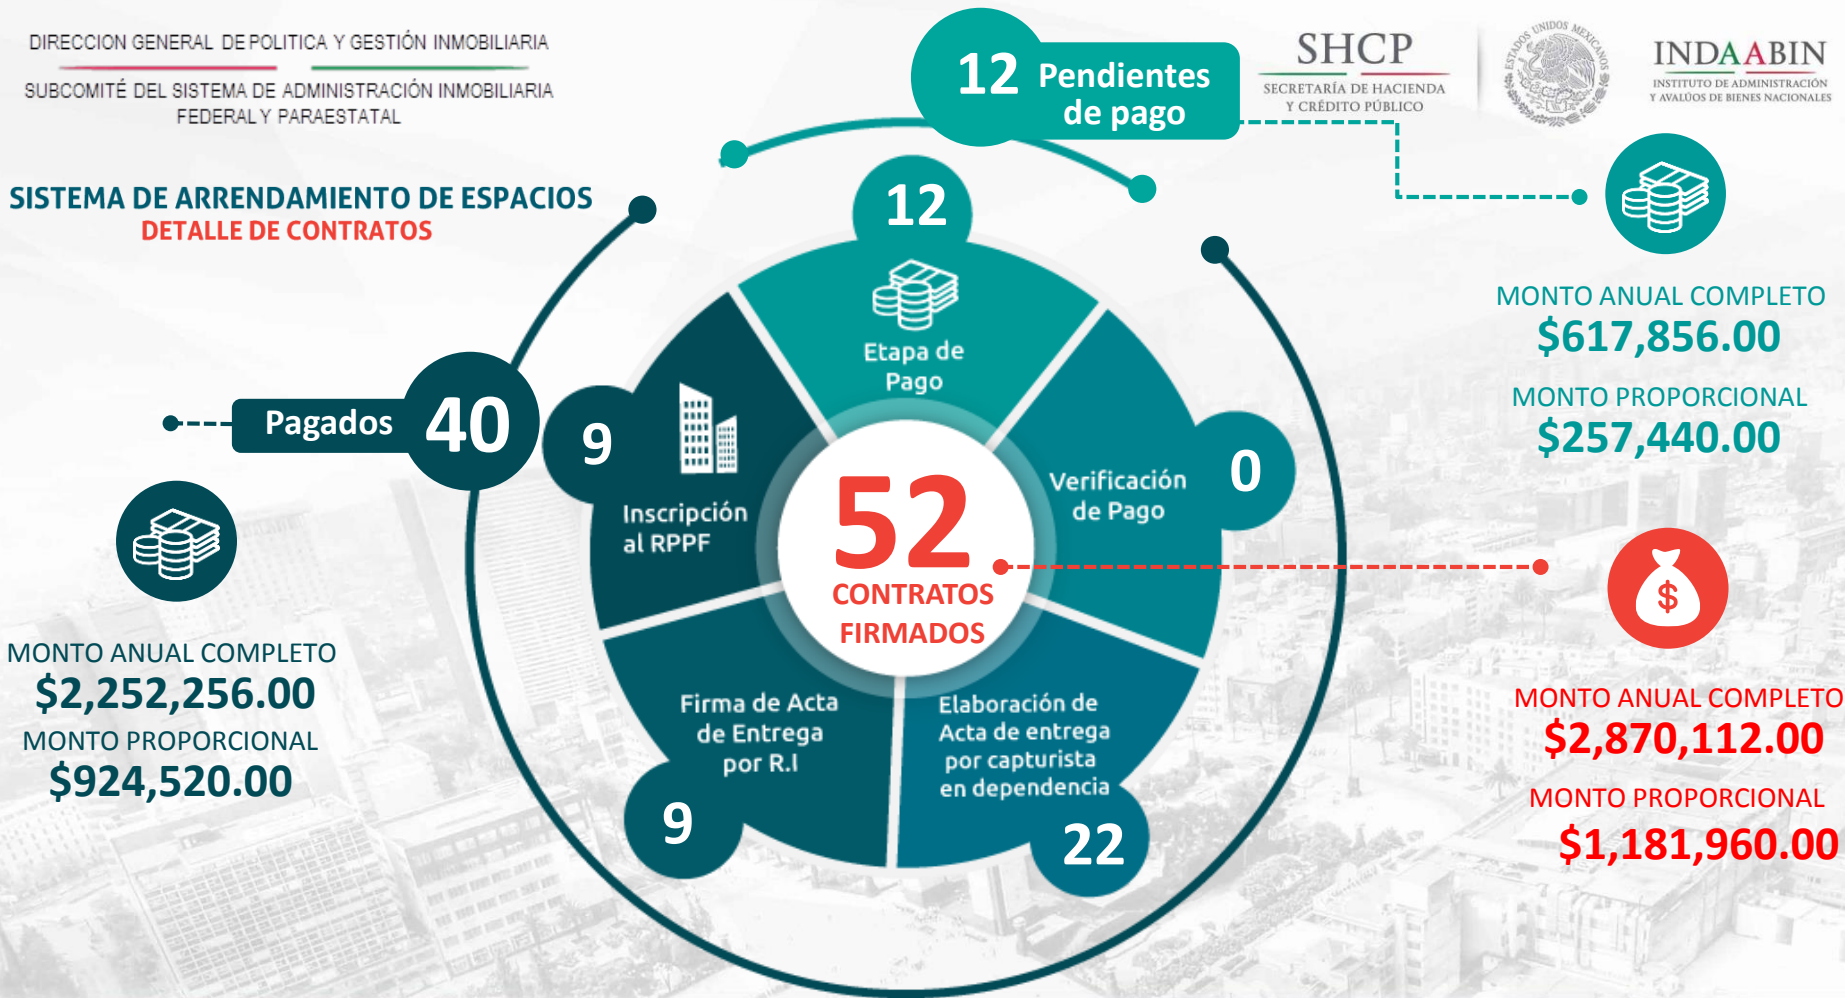 DIRECCION GENERAL DE POLITICA Y GESTIÓN INMOBILIARIA
SUBCOMITÉ DEL SISTEMA DE ADMINISTRACIÓN INMOBILIARIA
FEDERAL Y PARAESTATAL
SISTEMA DE ARRENDAMIENTO DE ESPACIOS
DETALLE DE CONTRATOS
12
Pendientes
de pago
SHCP
SECRETARÍA DE HACIENDA
Y CRÉDITO PÚBLICO
ESTADOS UNIDOS MEXICANOS
INDAABIN
INSTITUTO DE ADMINISTRACIÓN
Y AVALÚOS DE BIENES NACIONALES
MONTO ANUAL COMPLETO
$617,856.00
MONTO PROPORCIONAL
$257,440.00
12
Etapa de
Pago
0
Verificación
de Pago
Pagados
40
9
Inscripción
al RPPF
52
CONTRATOS
FIRMADOS
$
MONTO ANUAL COMPLETO
$2,870,112.00
MONTO PROPORCIONAL
$1,181,960.00
MONTO ANUAL COMPLETO
$2,252,256.00
MONTO PROPORCIONAL
$924,520.00
Firma de Acta
de Entrega
por R.I
9
Elaboración de
Acta de entrega
por capturista
en dependencia
22